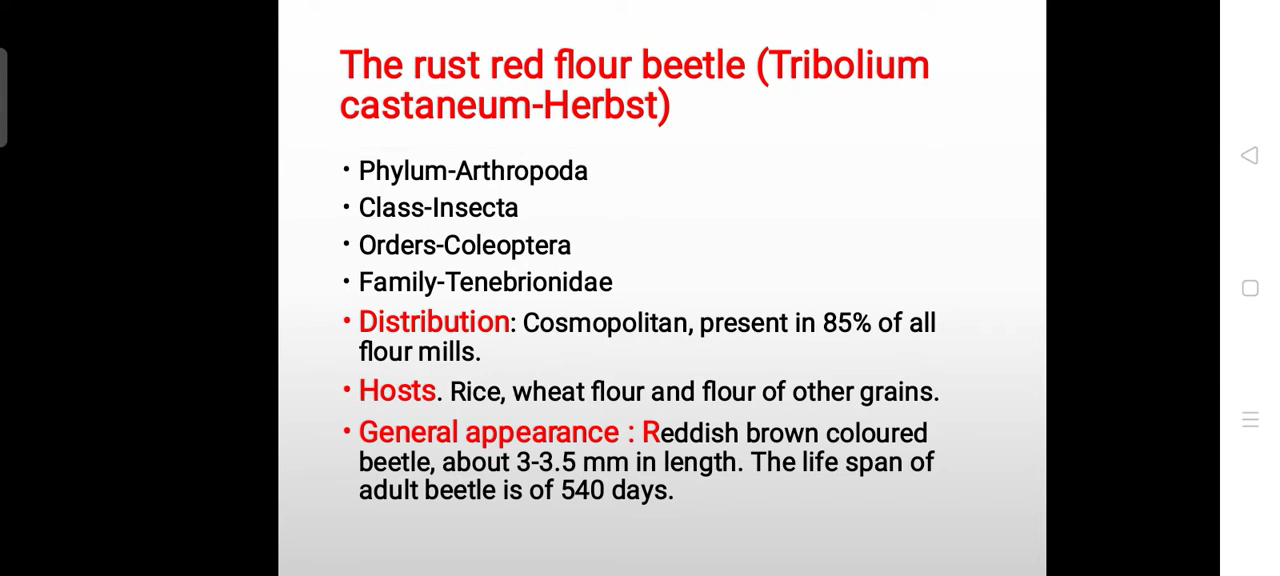 The rust red flour beetle (Tribolium
castaneum-Herbst)
• Phylum-Arthropoda
• Class-Insecta
• Orders-Coleoptera
• Family-Tenebrionidae
• Distribution: Cosmopolitan, present in 85% of all
flour mills.
• Hosts. Rice, wheat flour and flour of other grains.
• General appearance : Reddish brown coloured
beetle, about 3-3.5 mm in length. The life span of
adult beetle is of 540 days.